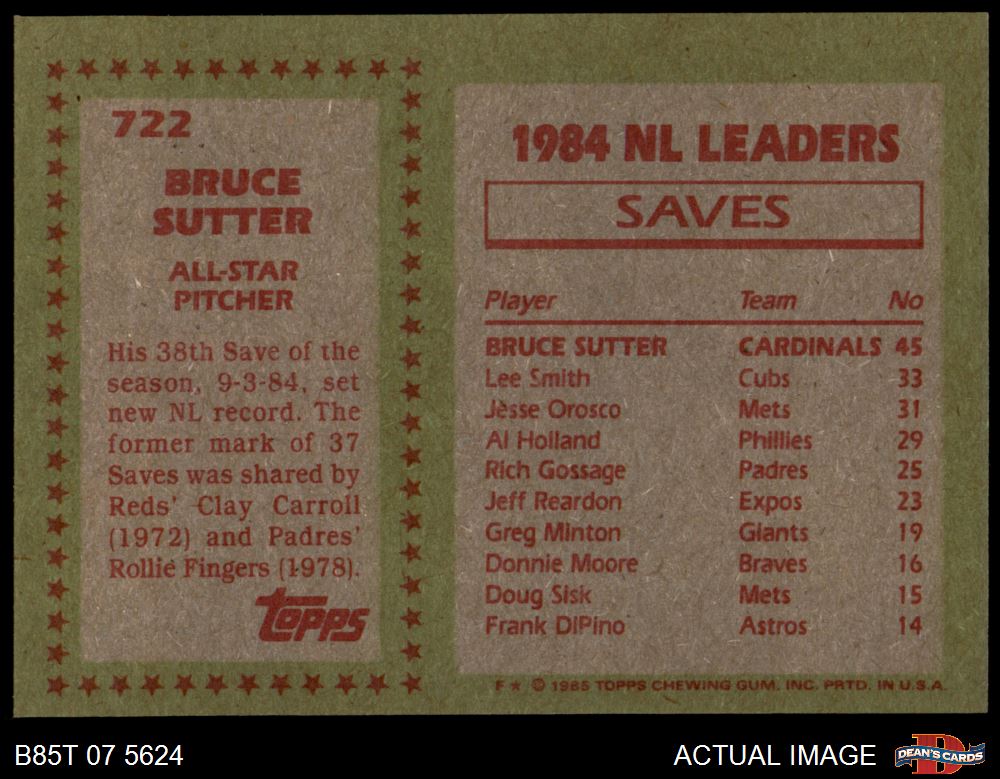 722
BRUCE
SUTTER
ALL-STAR
PITCHER
His 38th Save of the
season, 9-3-84, set
new NL record. The
former mark of 37
Saves was shared by
Reds' Clay Carroll
(1972) and Padres'
Rollie Fingers (1978).
topps
1984 NL LEADERS
SAVES
Player Team No
BRUCE SUTTER CARDINALS 45
Lee Smith Cubs 33
Jesse Orosco Mets 31
Al Holland Phillies 29
Rich Gossage Padres 25
Jeff Reardon Expos 23
Greg Minton Giants 19
Donnie Moore Braves 16
Doug Sisk Mets 15
Frank DiPino Astros 14
F★ © 1985 TOPPS CHEWING GUM, INC. PRTD. IN U.S.A.
B85T 07 5624
ACTUAL IMAGE
DEAN'S CARDS